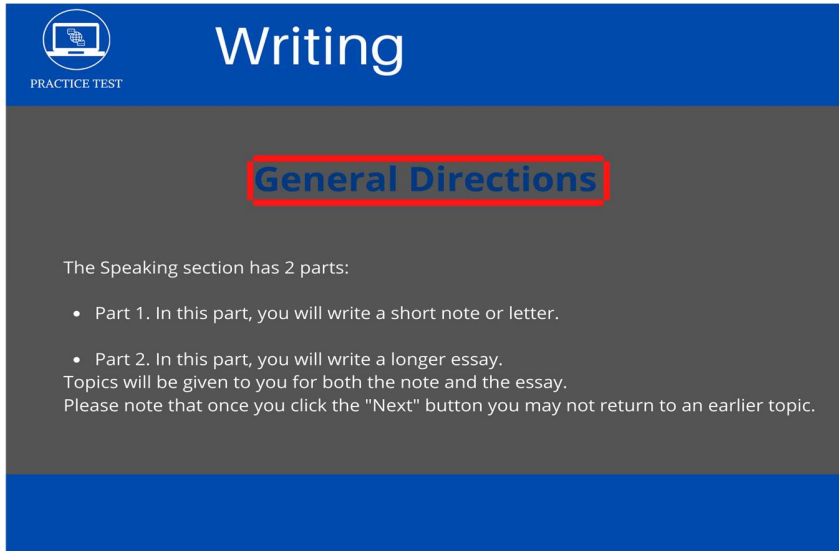 PRACTICE TEST
Writing
General Directions
The Speaking section has 2 parts:
• Part 1. In this part, you will write a short note or letter.
• Part 2. In this part, you will write a longer essay.
Topics will be given to you for both the note and the essay.
Please note that once you click the "Next" button you may not return to an earlier topic.